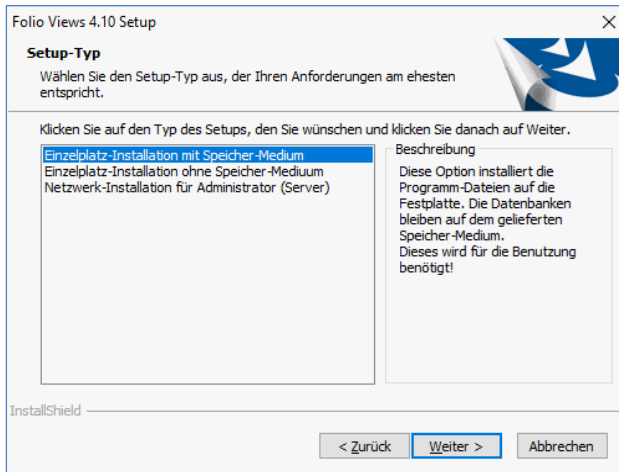 Folio Views 4.10 Setup
Setup-Typ
Wählen Sie den Setup-Typ aus, der Ihren Anforderungen am ehesten
entspricht.
Klicken Sie auf den Typ des Setups, den Sie wünschen und klicken Sie danach auf Weiter.
Einzelplatz-Installation mit Speicher-Medium
Einzelplatz-Installation ohne Speicher-Mediuum
Netzwerk-Installation für Administrator (Server)
Beschreibung
Diese Option installiert die
Programm-Dateien auf die
Festplatte. Die Datenbanken
bleiben auf dem gelieferten
Speicher-Medium.
Dieses wird für die Benutzung
benötigt!
InstallShield
< Zurück
Weiter >
Abbrechen